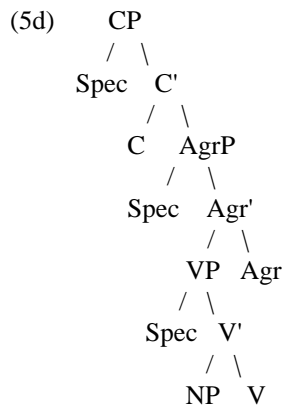 (5d) CP
Spec C'
C AgrP
Spec Agr'
VP Agr
Spec V'
NP V